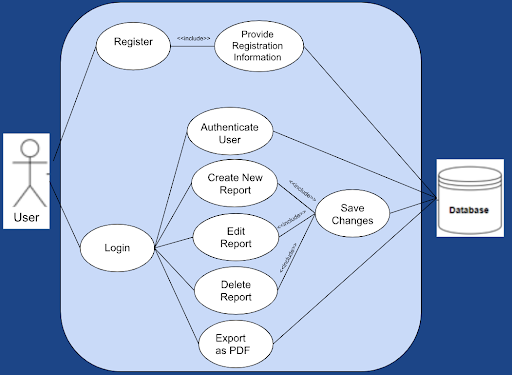 Register
<<include>>
Provide
Registration
Information
Authenticate
User
Create New
Report
<<include>>
User
Save
Changes
Database
<<include>>
Edit
Report
Login
<<include>>
Delete
Report
Export
as PDF